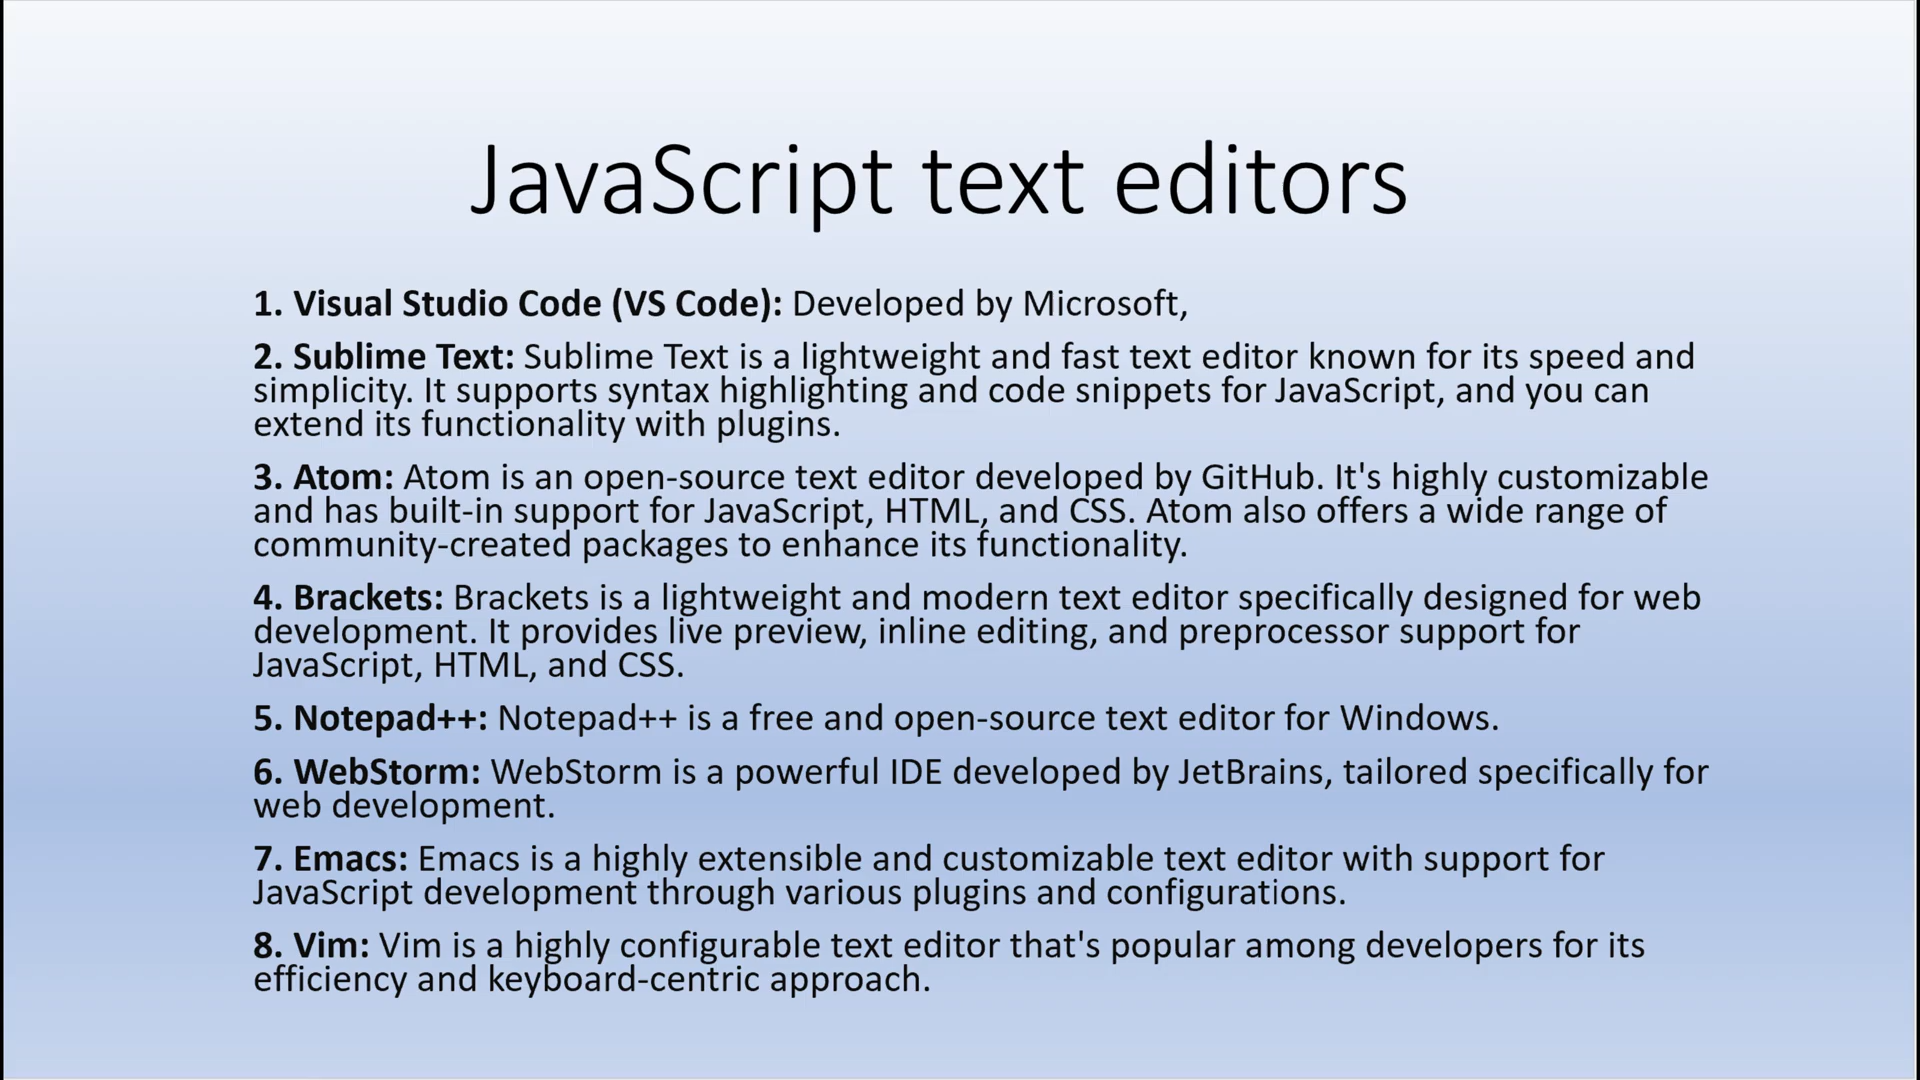 JavaScript text editors
1. Visual Studio Code (VS Code): Developed by Microsoft,
2. Sublime Text: Sublime Text is a lightweight and fast text editor known for its speed and
simplicity. It supports syntax highlighting and code snippets for JavaScript, and you can
extend its functionality with plugins.
3. Atom: Atom is an open-source text editor developed by GitHub. It's highly customizable
and has built-in support for JavaScript, HTML, and CSS. Atom also offers a wide range of
community-created packages to enhance its functionality.
4. Brackets: Brackets is a lightweight and modern text editor specifically designed for web
development. It provides live preview, inline editing, and preprocessor support for
JavaScript, HTML, and CSS.
5. Notepad++: Notepad++ is a free and open-source text editor for Windows.
6. WebStorm: WebStorm is a powerful IDE developed by JetBrains, tailored specifically for
web development.
7. Emacs: Emacs is a highly extensible and customizable text editor with support for
JavaScript development through various plugins and configurations.
8. Vim: Vim is a highly configurable text editor that's popular among developers for its
efficiency and keyboard-centric approach.